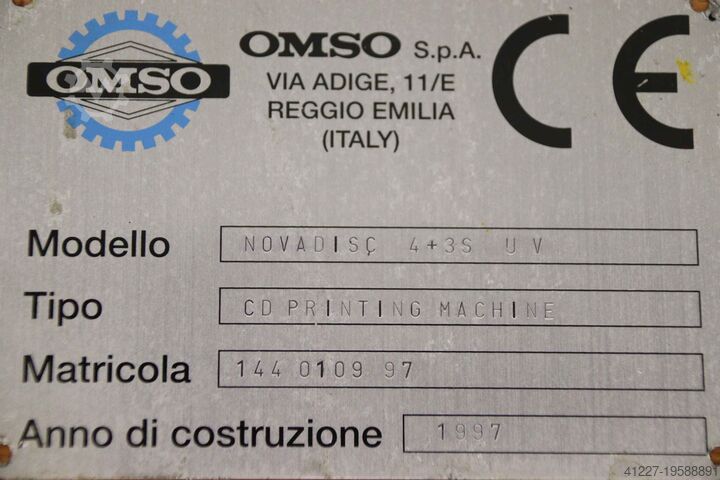 OMSO
OMSO S.p.A.
VIA ADIGE, 11/E
REGGIO EMILIA
(ITALY)
CE
Modello NOVADISÇ 4+3S UV
Tipo CD PRINTING MACHINE
Matricola 144 0109 97
Anno di costruzione 1997
41227-19588891